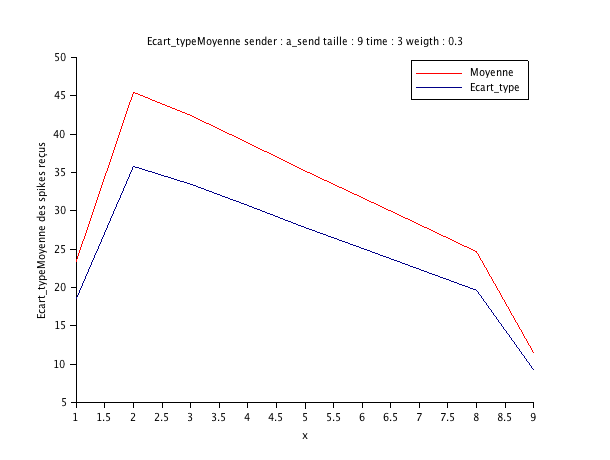 Ecart_typeMoyenne sender : a_send taille : 9 time : 3 weigth : 0.3
Moyenne
Ecart_type
Ecart_typeMoyenne des spikes reçus
50
45
40
35
30
25
20
15
10
5
1 1.5 2 2.5 3 3.5 4 4.5 5 5.5 6 6.5 7 7.5 8 8.5 9
x